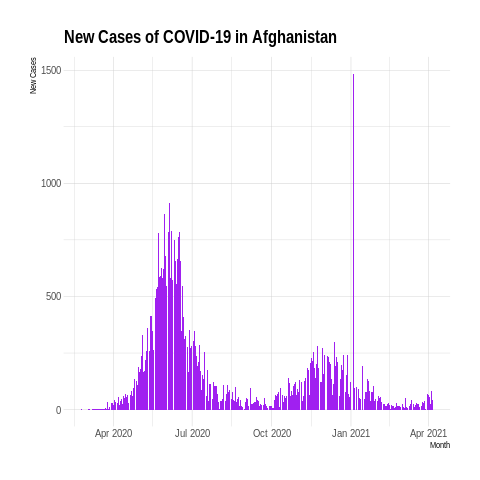 New Cases of COVID-19 in Afghanistan
New Cases
1500
1000
500
0
Apr 2020 Jul 2020 Oct 2020 Jan 2021 Apr 2021
Month